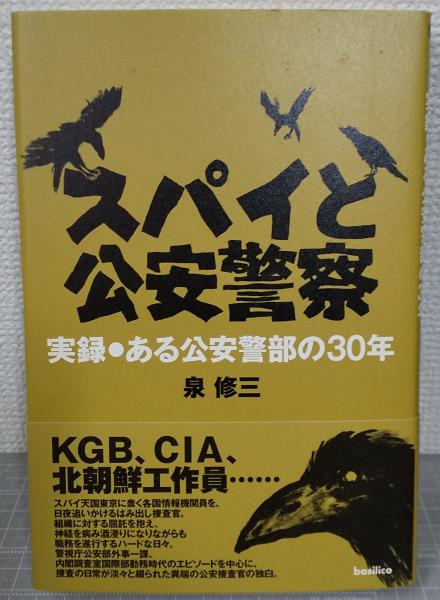 スパイと
公安警察
実録●ある公安警部の30年
泉 修三
KGB、CIA、
北朝鮮工作員……
スパイ天国東京に蠢く各国情報機関員を、
日夜追いかけるはみ出し捜査官。
組織に対する屈託を抱え、
神経を病み酒浸りになりながらも
職務を遂行するハードな日々。
警視庁公安部外事一課、
内閣調査室国際部勤務時代のエピソードを中心に、
捜査の日常が淡々と綴られた異端の公安捜査官の独白。
basilico